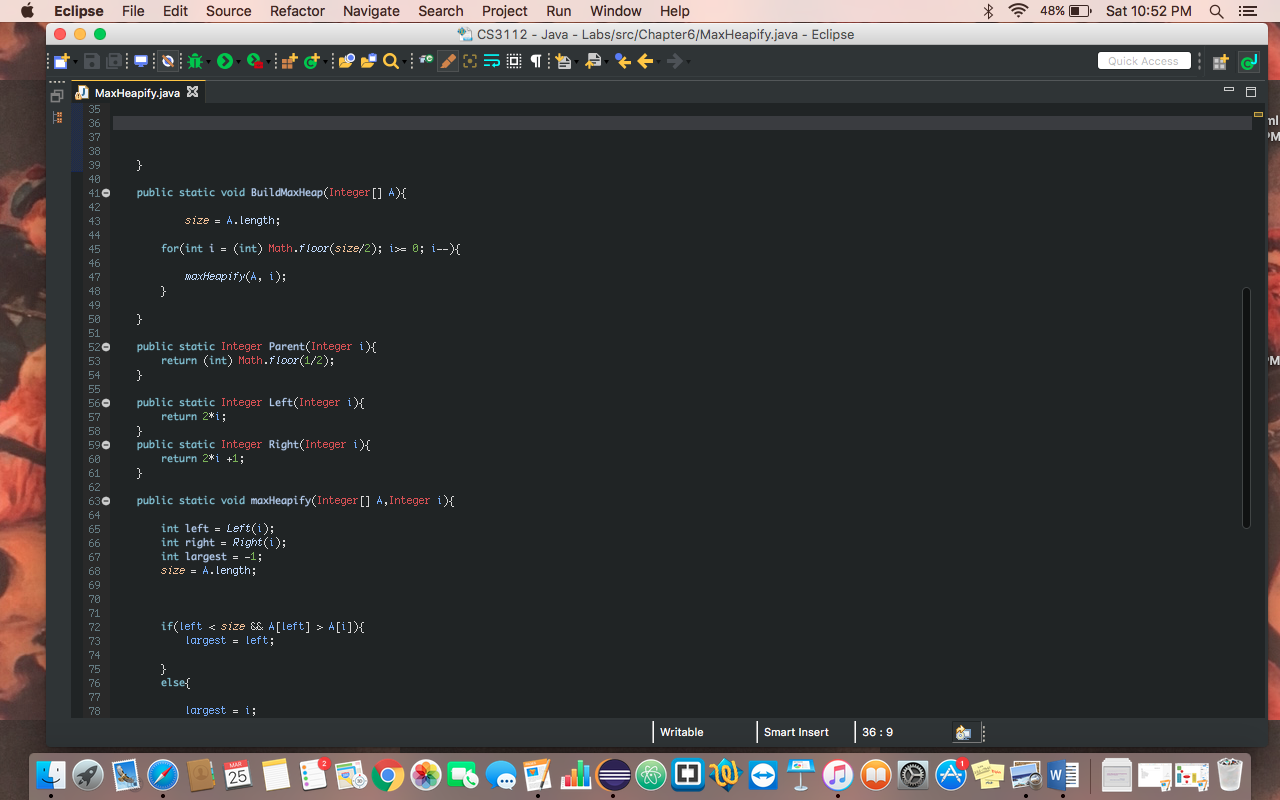 Eclipse File Edit Source Refactor Navigate Search Project Run Window Help 48% Sat 10:52 PM
CS3112 - Java - Labs/src/Chapter6/MaxHeapify.java - Eclipse
Quick Access
MaxHeapify.java
35
36
37
38
39 }
40
41 public static void BuildMaxHeap(Integer[] A){
42
43 size = A.length;
44
45 for(int i = (int) Math.floor(size/2); i>= 0; i--){
46
47 maxHeapify(A, i);
48 }
49
50 }
51
52 public static Integer Parent(Integer i){
53 return (int) Math.floor(1/2);
54 }
55
56 public static Integer Left(Integer i){
57 return 2*i;
58 }
59 public static Integer Right(Integer i){
60 return 2*i +1;
61 }
62
63 public static void maxHeapify(Integer[] A,Integer i){
64
65 int left = Left(i);
66 int right = Right(i);
67 int largest = -1;
68 size = A.length;
69
70
71
72 if(left < size && A[left] > A[i]){
73 largest = left;
74
75 }
76 else{
77
78 largest = i;
Writable Smart Insert 36 : 9
ml
PM
PM
MAR
25
2
1
W